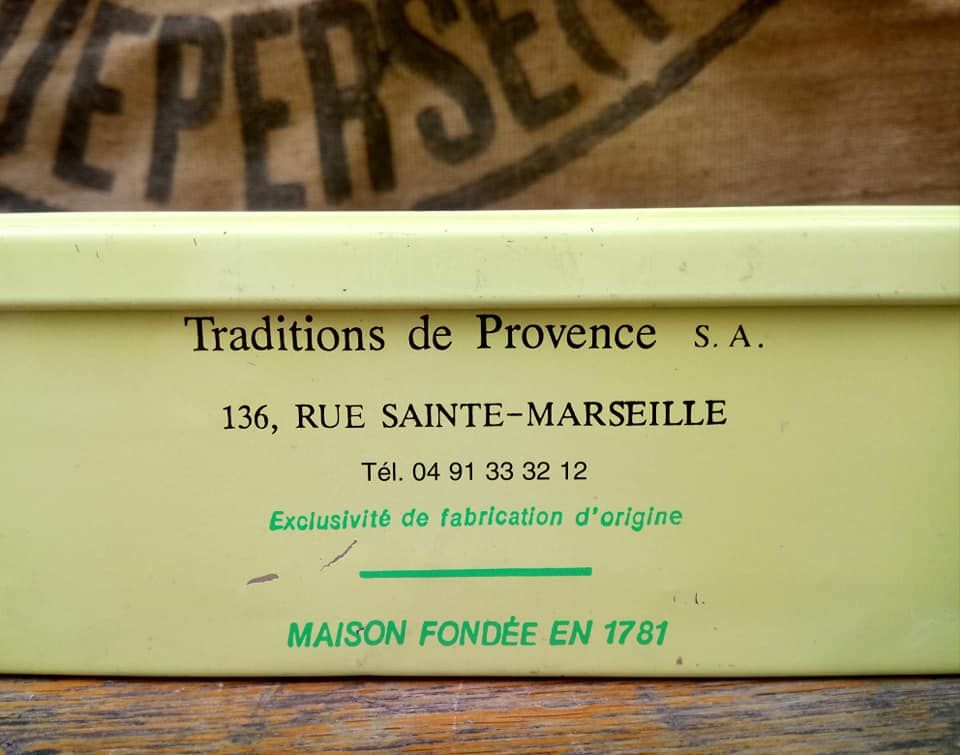 Traditions de Provence S. A.
136, RUE SAINTE-MARSEILLE
Tél. 04 91 33 32 12
Exclusivité de fabrication d'origine
MAISON FONDÉE EN 1781